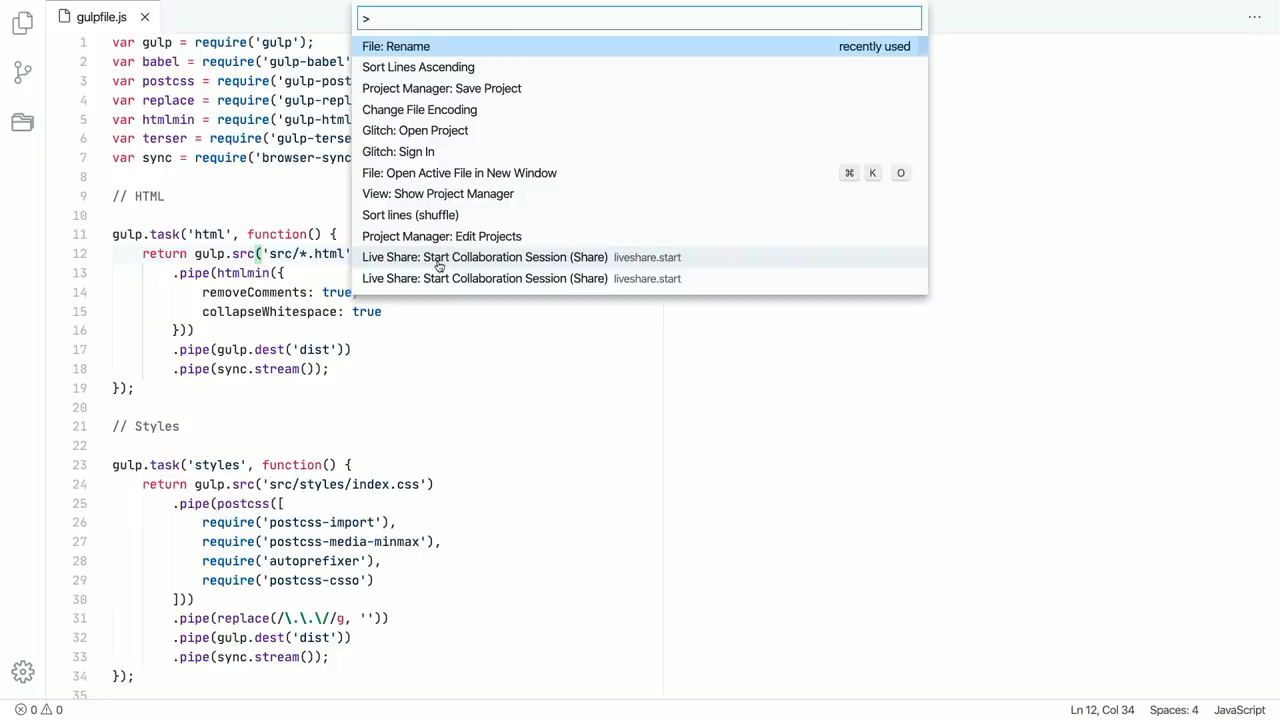 gulpfile.js
>
File: Rename recently used
Sort Lines Ascending
Project Manager: Save Project
Change File Encoding
Glitch: Open Project
Glitch: Sign In
File: Open Active File in New Window ⌘ K O
View: Show Project Manager
Sort lines (shuffle)
Project Manager: Edit Projects
Live Share: Start Collaboration Session (Share) liveshare.start
Live Share: Start Collaboration Session (Share) liveshare.start
1 var gulp = require('gulp');
2 var babel = require('gulp-babel'
3 var postcss = require('gulp-post
4 var replace = require('gulp-repl
5 var htmlmin = require('gulp-html
6 var terser = require('gulp-terse
7 var sync = require('browser-sync
8
9 // HTML
10
11 gulp.task('html', function() {
12 return gulp.src('src/*.html'
13 .pipe(htmlmin({
14 removeComments: true,
15 collapseWhitespace: true
16 }))
17 .pipe(gulp.dest('dist'))
18 .pipe(sync.stream());
19 });
20
21 // Styles
22
23 gulp.task('styles', function() {
24 return gulp.src('src/styles/index.css')
25 .pipe(postcss([
26 require('postcss-import'),
27 require('postcss-media-minmax'),
28 require('autoprefixer'),
29 require('postcss-csso')
30 ]))
31 .pipe(replace(/\.\.\//g, ''))
32 .pipe(gulp.dest('dist'))
33 .pipe(sync.stream());
34 });
35
0 0 Ln 12, Col 34 Spaces: 4 JavaScript